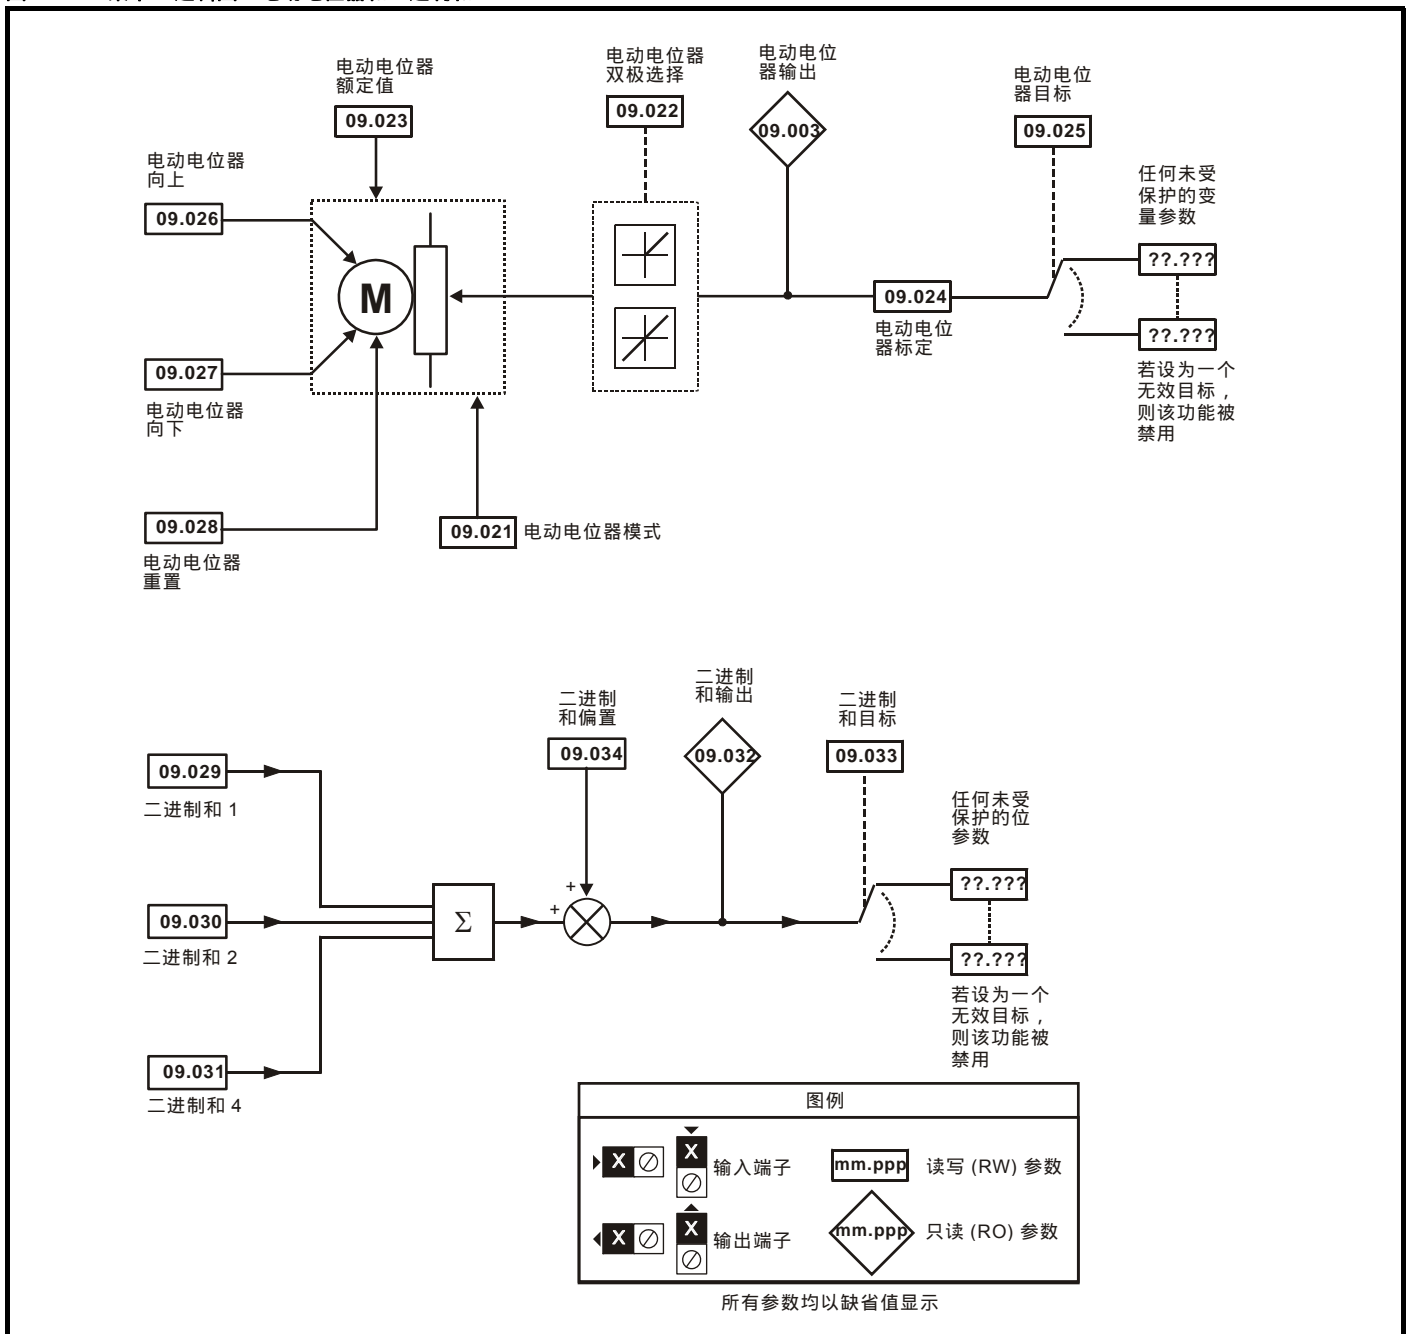 电动电位器
额定值
09.023
电动电位器
双极选择
09.022
电动电位
器输出
09.003
电动电位
器目标
09.025
电动电位器
向上
09.026
任何未受
保护的变
量参数
??.???
M
09.024
电动电位
器标定
??.???
09.027
电动电位器
向下
若设为一个
无效目标，
则该功能被
禁用
09.028
电动电位器
重置
09.021
电动电位器模式
二进制
和偏置
09.034
二进制
和输出
09.032
二进制
和目标
09.033
09.029
二进制和 1
任何未受
保护的位
参数
??.???
+
+
09.030
二进制和 2
Σ
??.???
若设为一个
无效目标，
则该功能被
禁用
09.031
二进制和 4
图例
X
X
输入端子
mm.ppp
读写 (RW) 参数
X
X
输出端子
mm.ppp
只读 (RO) 参数
所有参数均以缺省值显示